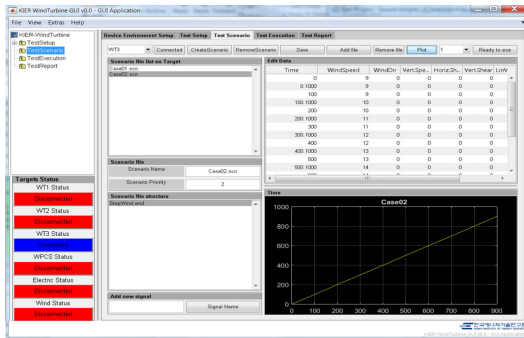 KIER-WindTurbine GUI v0.0 - GUI Application
File View Extras Help
KIER-WindTurbine
TestSetup
TestScenario
TestExecution
TestReport
Device Environment Setup Test Setup Test Scenario Test Execution Test Report
WT3 Connected CreateScenario RemoveScenario Save Add file Remove file Plot 1 Ready to exe
Scenario file list on Target
Case01.scn
Case02.scn
Edit Data
Time WindSpeed WindDir Vert.Spe... Horiz.Sh... Vert.Shear LinV
0 9 0 0 0 0
0.1000 9 0 0 0 0
100 9 0 0 0 0
100.1000 10 0 0 0 0
200 10 0 0 0 0
200.1000 11 0 0 0 0
300 11 0 0 0 0
300.1000 12 0 0 0 0
400 12 0 0 0 0
400.1000 13 0 0 0 0
500 13 0 0 0 0
500.1000 14 0 0 0 0
Scenario file
Scenario Name Case02.scn
Scenario Priority 2
Scenario file structure
StepWind.wnd
Add new signal
Signal Name
Targets Status
WT1 Status
Disconnected
WT2 Status
Disconnected
WT3 Status
Connected
WPCS Status
Disconnected
Electric Status
Disconnected
Wind Status
Disconnected
Time
Case02
1000
800
600
400
200
0
0 100 200 300 400 500 600 700 800 900
한국에너지기술연구원
KIER-WindTurbine GUI v0.0 - GUI Applicatio